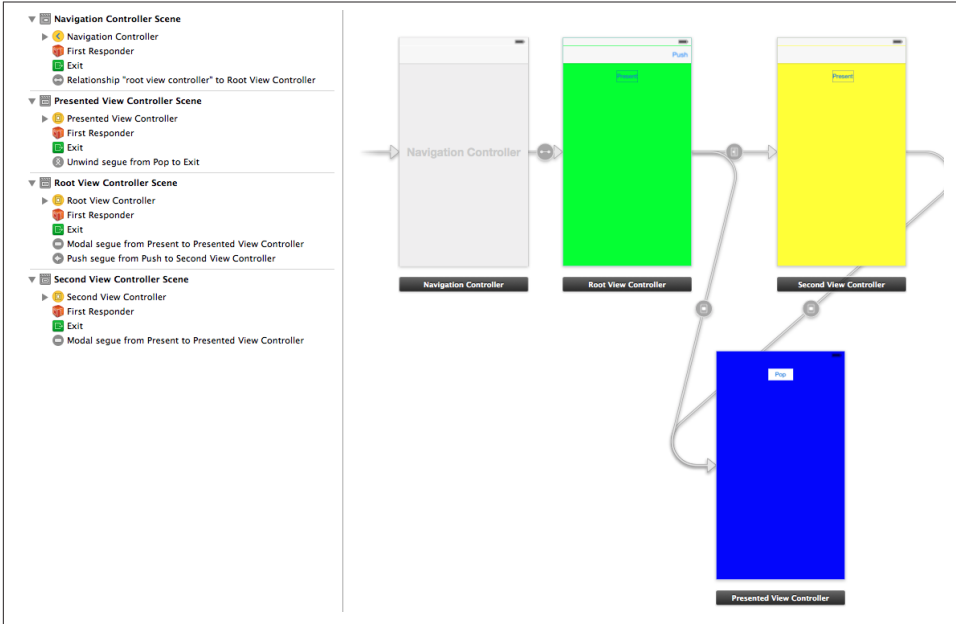 Navigation Controller Scene
Navigation Controller
First Responder
Exit
Relationship "root view controller" to Root View Controller
Presented View Controller Scene
Presented View Controller
First Responder
Exit
Unwind segue from Pop to Exit
Root View Controller Scene
Root View Controller
First Responder
Exit
Modal segue from Present to Presented View Controller
Push segue from Push to Second View Controller
Second View Controller Scene
Second View Controller
First Responder
Exit
Modal segue from Present to Presented View Controller
Navigation Controller
Navigation Controller
Push
Present
Root View Controller
Present
Second View Controller
Pop
Presented View Controller